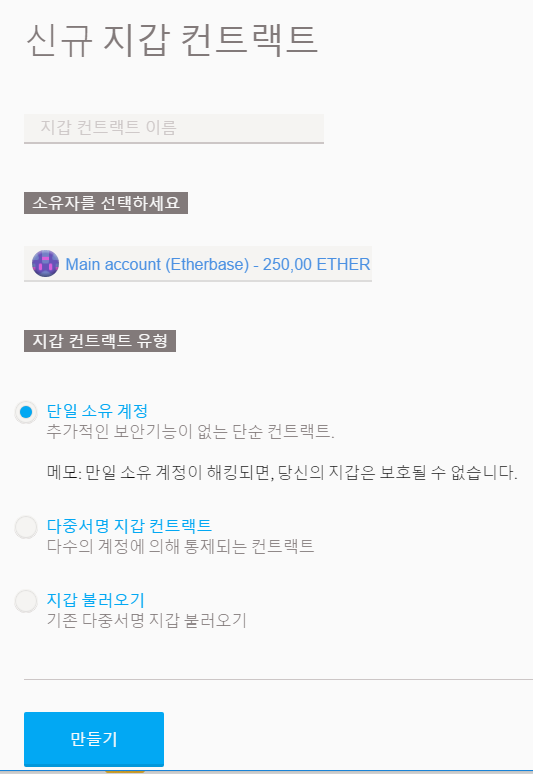 신규 지갑 컨트랙트
지갑 컨트랙트 이름
소유자를 선택하세요
Main account (Etherbase) - 250,00 ETHER
지갑 컨트랙트 유형
단일 소유 계정
추가적인 보안기능이 없는 단순 컨트랙트.
메모: 만일 소유 계정이 해킹되면, 당신의 지갑은 보호될 수 없습니다.
다중서명 지갑 컨트랙트
다수의 계정에 의해 통제되는 컨트랙트
지갑 불러오기
기존 다중서명 지갑 불러오기
만들기